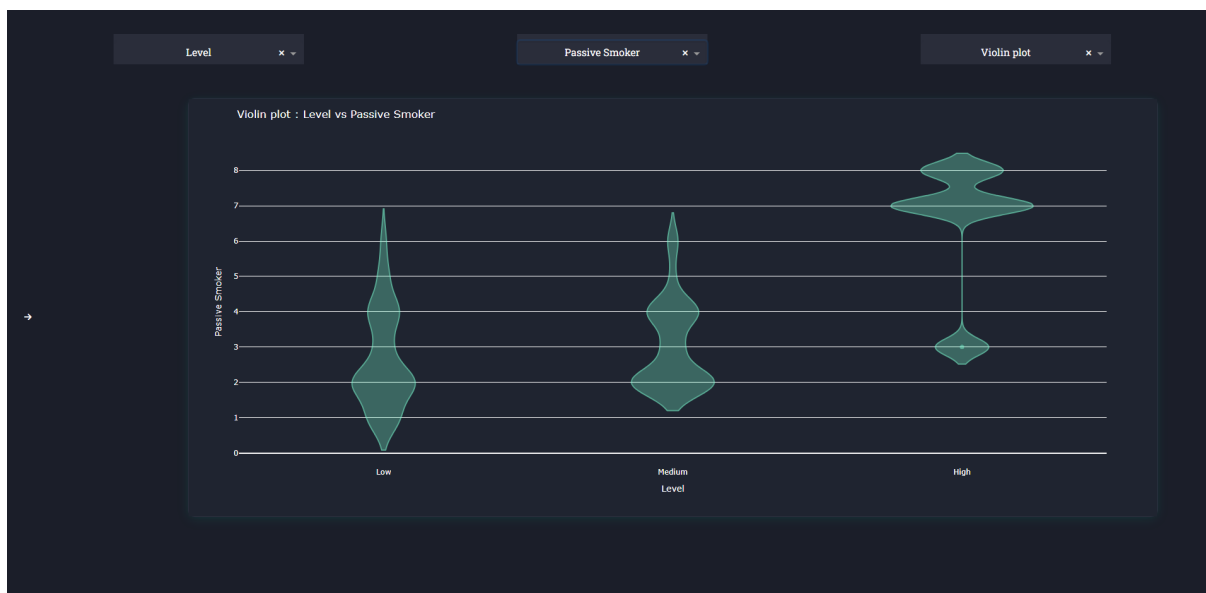 Level × 
Passive Smoker ×
Violin plot ×
Violin plot : Level vs Passive Smoker
8
7
6
5
4
3
2
1
0
Passive Smoker
Low
Medium
High
Level
→